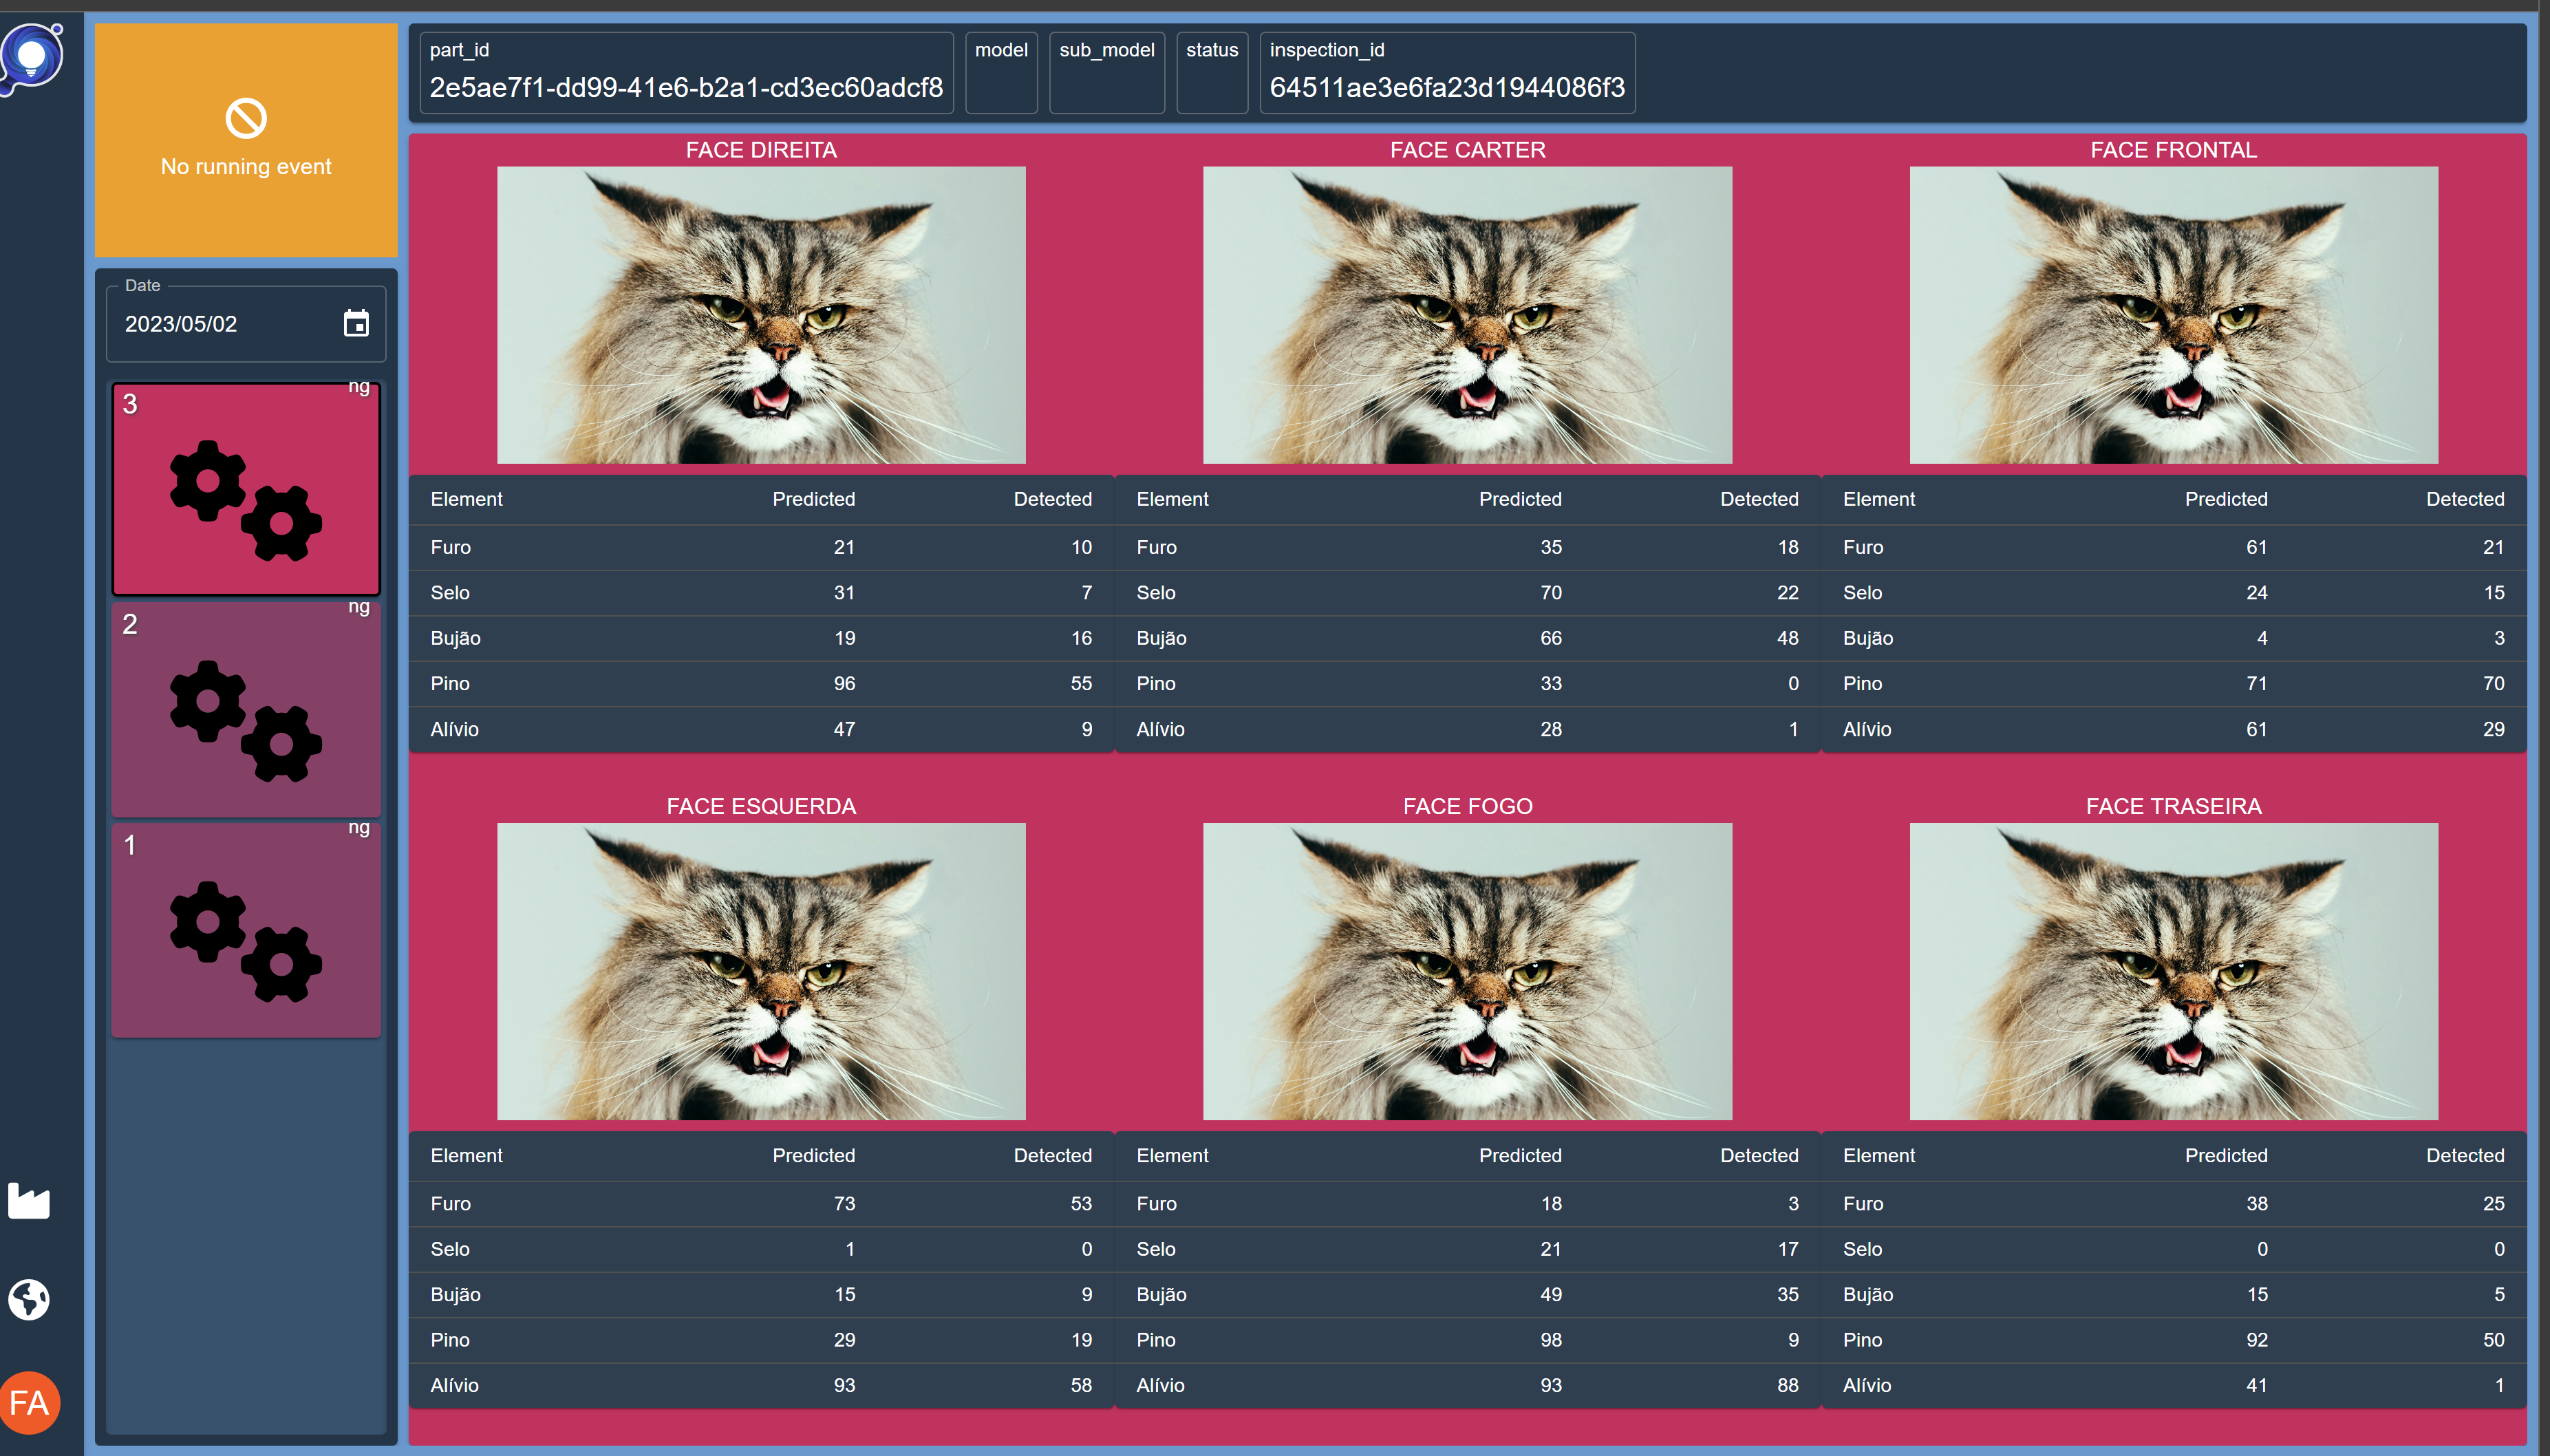 No running event
Date
2023/05/02
3 ng
2 ng
1 ng
FA
part_id model sub_model status inspection_id
2e5ae7f1-dd99-41e6-b2a1-cd3ec60adcf8 64511ae3e6fa23d1944086f3
FACE DIREITA
Element Predicted Detected
Furo 21 10
Selo 31 7
Bujão 19 16
Pino 96 55
Alívio 47 9
FACE CARTER
Element Predicted Detected
Furo 35 18
Selo 70 22
Bujão 66 48
Pino 33 0
Alívio 28 1
FACE FRONTAL
Element Predicted Detected
Furo 61 21
Selo 24 15
Bujão 4 3
Pino 71 70
Alívio 61 29
FACE ESQUERDA
Element Predicted Detected
Furo 73 53
Selo 1 0
Bujão 15 9
Pino 29 19
Alívio 93 58
FACE FOGO
Element Predicted Detected
Furo 18 3
Selo 21 17
Bujão 49 35
Pino 98 9
Alívio 93 88
FACE TRASEIRA
Element Predicted Detected
Furo 38 25
Selo 0 0
Bujão 15 5
Pino 92 50
Alívio 41 1